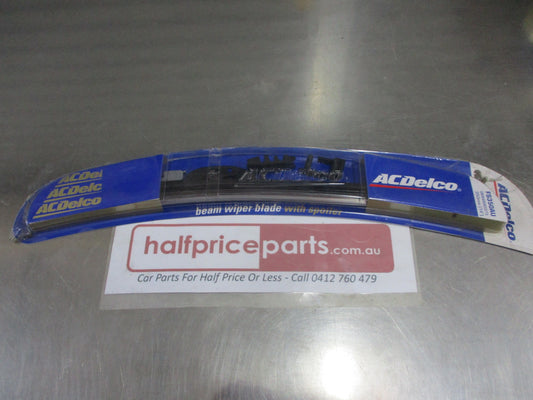 ACDelco
ACDelco
ACDelco
ACDelco
ACDelco
ACDelco
beam wiper blade with spoiler
halfpriceparts.com.au
Car Parts For Half Price Or Less - Call 0412 760 479